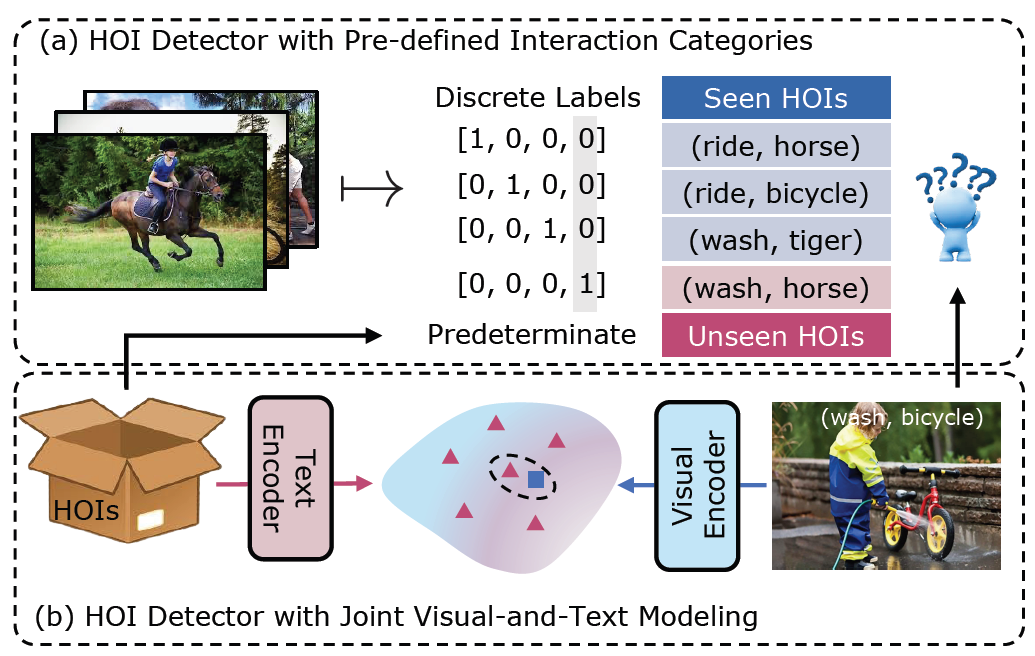 (a) HOI Detector with Pre-defined Interaction Categories
Discrete Labels
Seen HOIs
[1, 0, 0, 0]
(ride, horse)
[0, 1, 0, 0]
(ride, bicycle)
[0, 0, 1, 0]
(wash, tiger)
[0, 0, 0, 1]
(wash, horse)
Predeterminate
Unseen HOIs
????
HOIs
Text
Encoder
Visual
Encoder
(wash, bicycle)
(b) HOI Detector with Joint Visual-and-Text Modeling